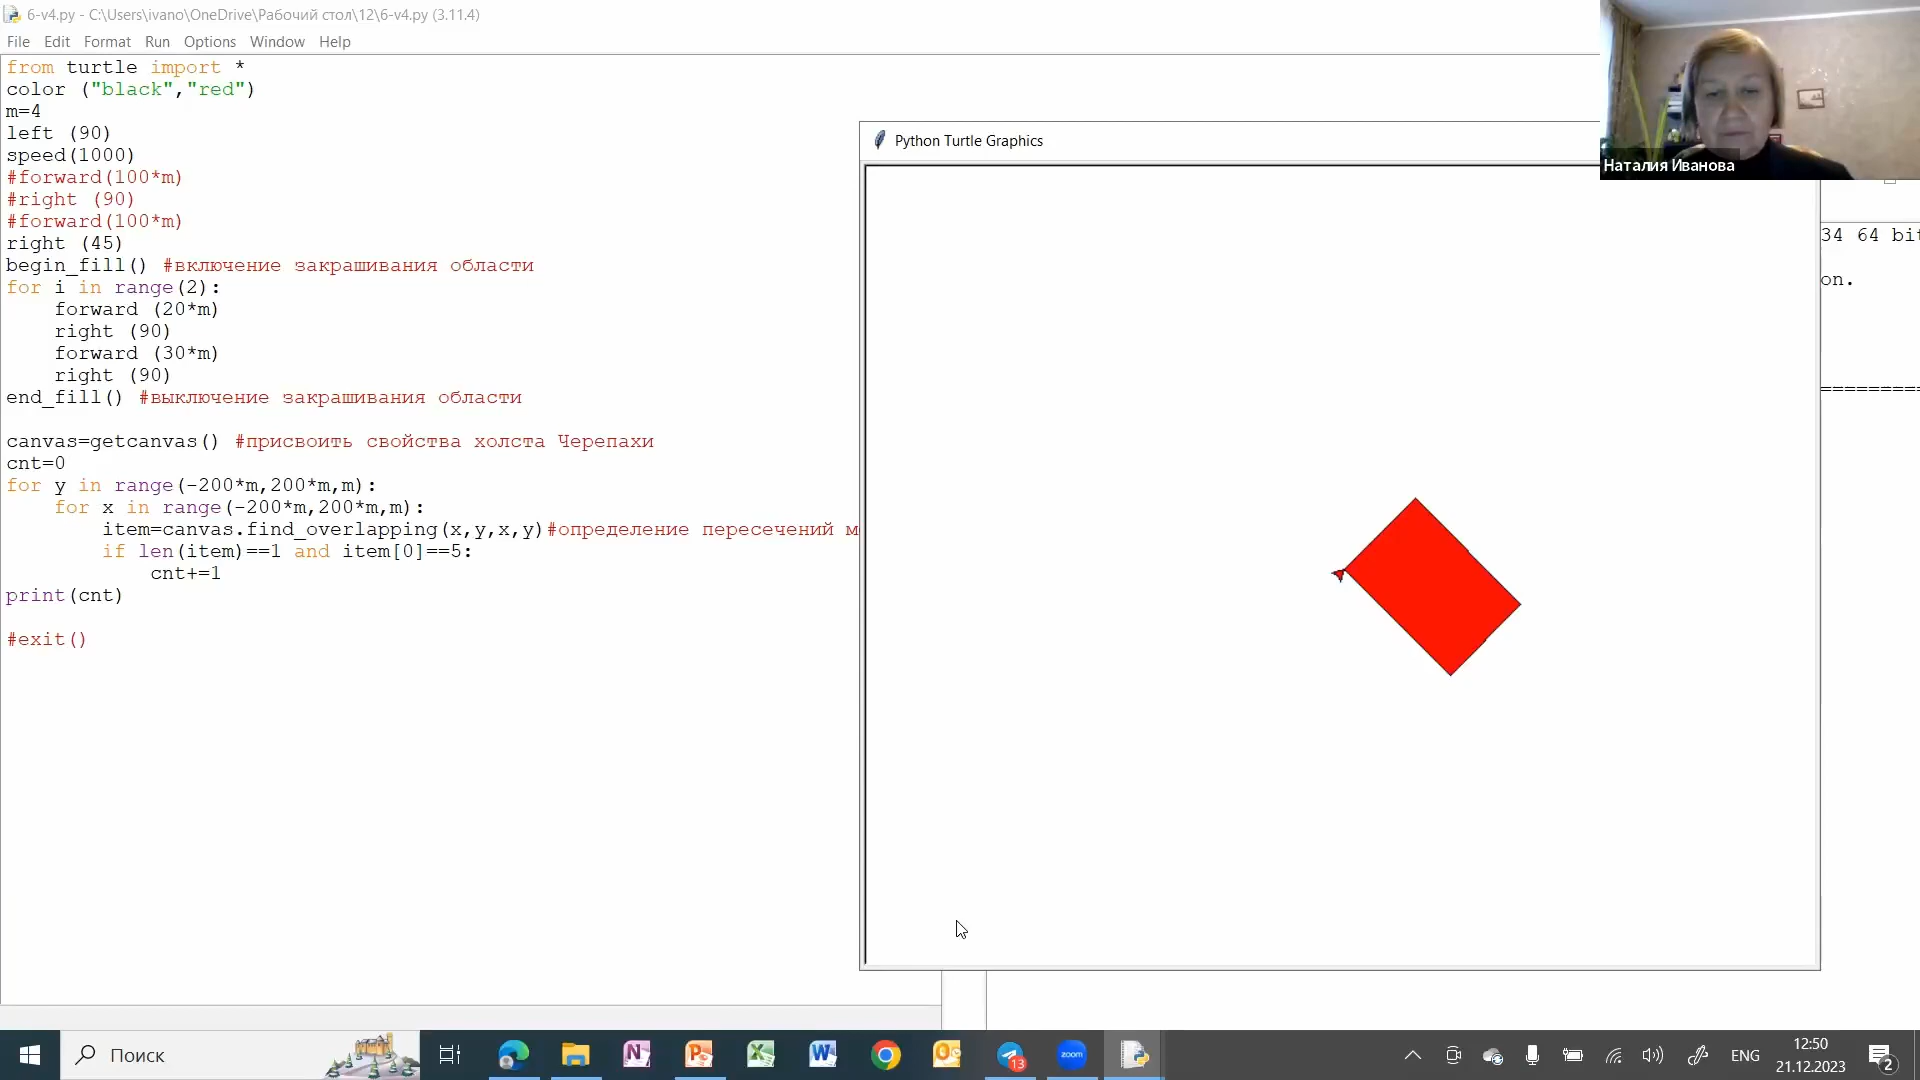 6-v4.py - C:\Users\ivano\OneDrive\Рабочий стол\12\6-v4.py (3.11.4)
File Edit Format Run Options Window Help
from turtle import *
color ("black","red")
m=4
left (90)
speed(1000)
#forward(100*m)
#right (90)
#forward(100*m)
right (45)
begin_fill() #включение закрашивания области
for i in range(2):
    forward (20*m)
    right (90)
    forward (30*m)
    right (90)
end_fill() #выключение закрашивания области
canvas=getcanvas() #присвоить свойства холста Черепахи
cnt=0
for y in range(-200*m,200*m,m):
    for x in range(-200*m,200*m,m):
        item=canvas.find_overlapping(x,y,x,y)#определение пересечений м
        if len(item)==1 and item[0]==5:
            cnt+=1
print(cnt)
#exit()
Python Turtle Graphics
Наталия Иванова
34 64 bit
on.
=========
Поиск
13
zoom
ENG
12:50
21.12.2023
2